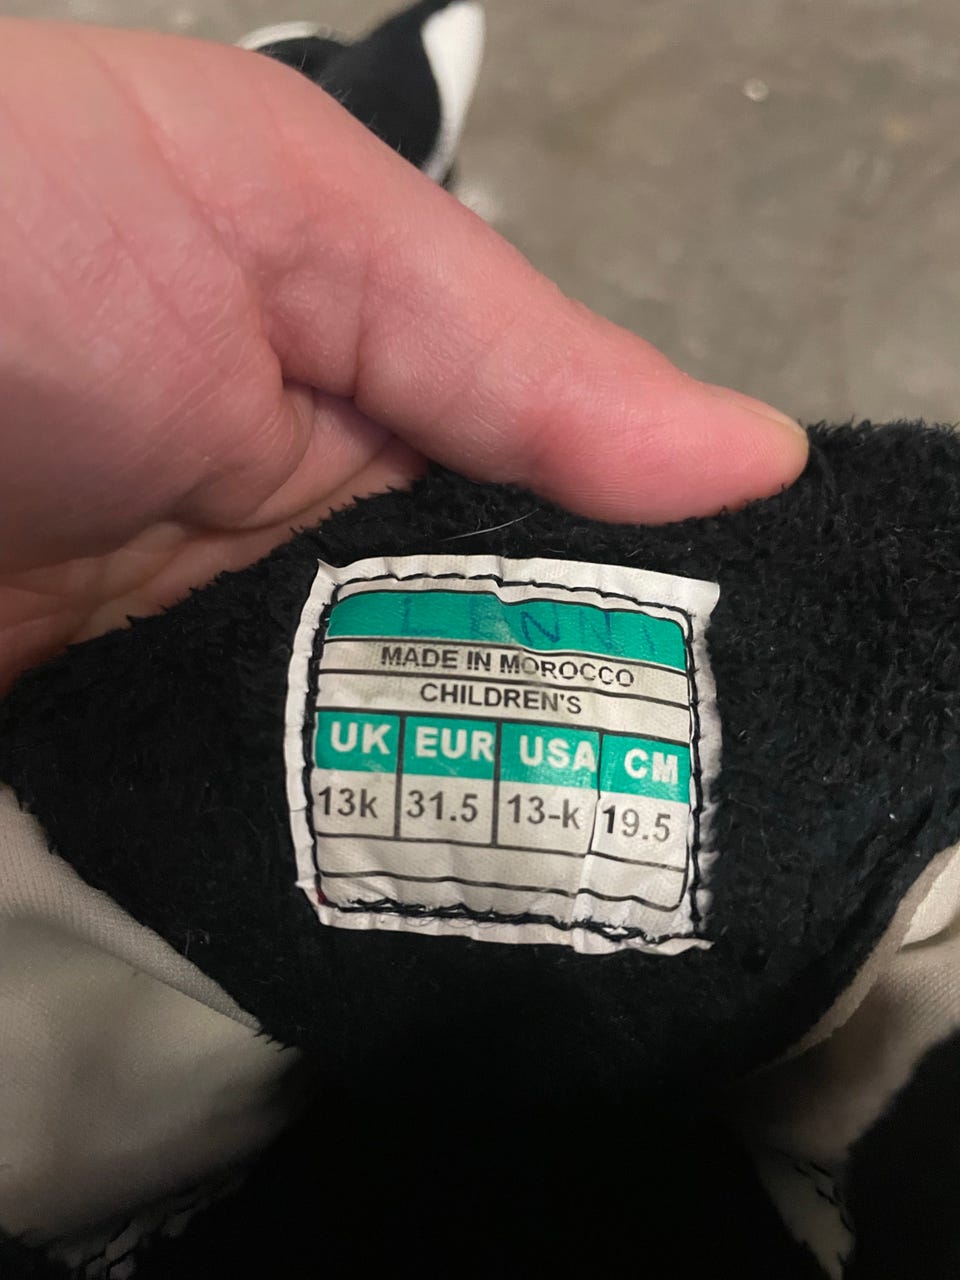 LENNI
MADE IN MOROCCO
CHILDREN'S
UK EUR USA CM
13k 31.5 13-k 19.5